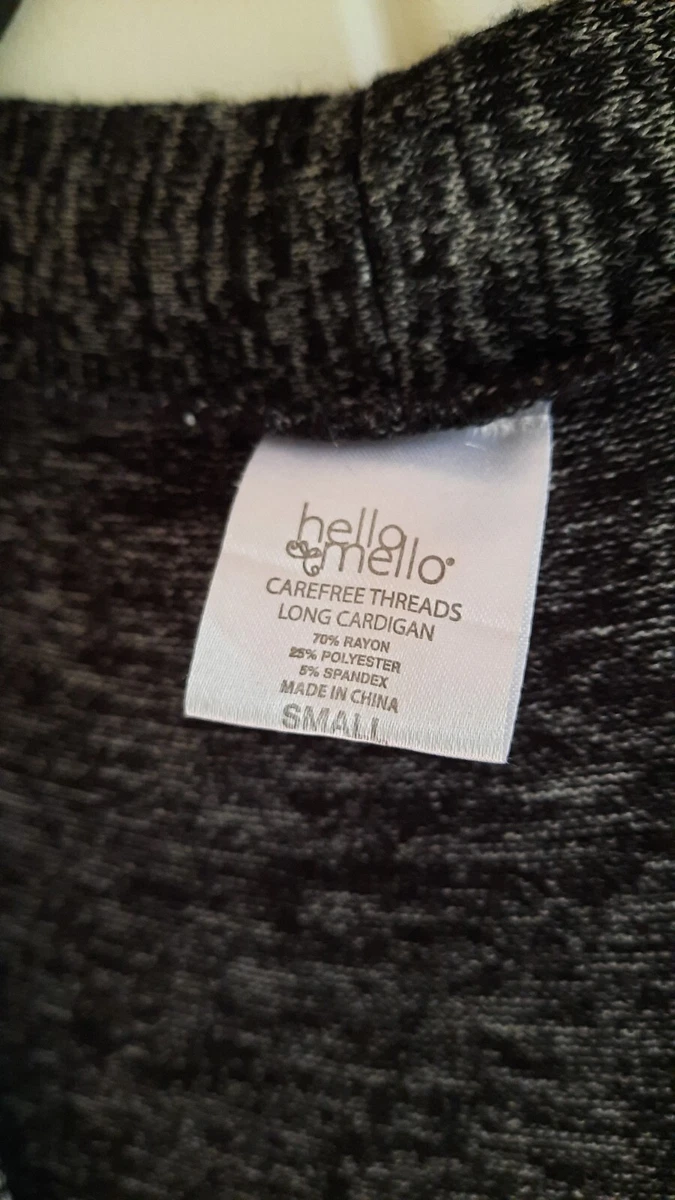 hello
mello®
CAREFREE THREADS
LONG CARDIGAN
70% RAYON
25% POLYESTER
5% SPANDEX
MADE IN CHINA
SMALL